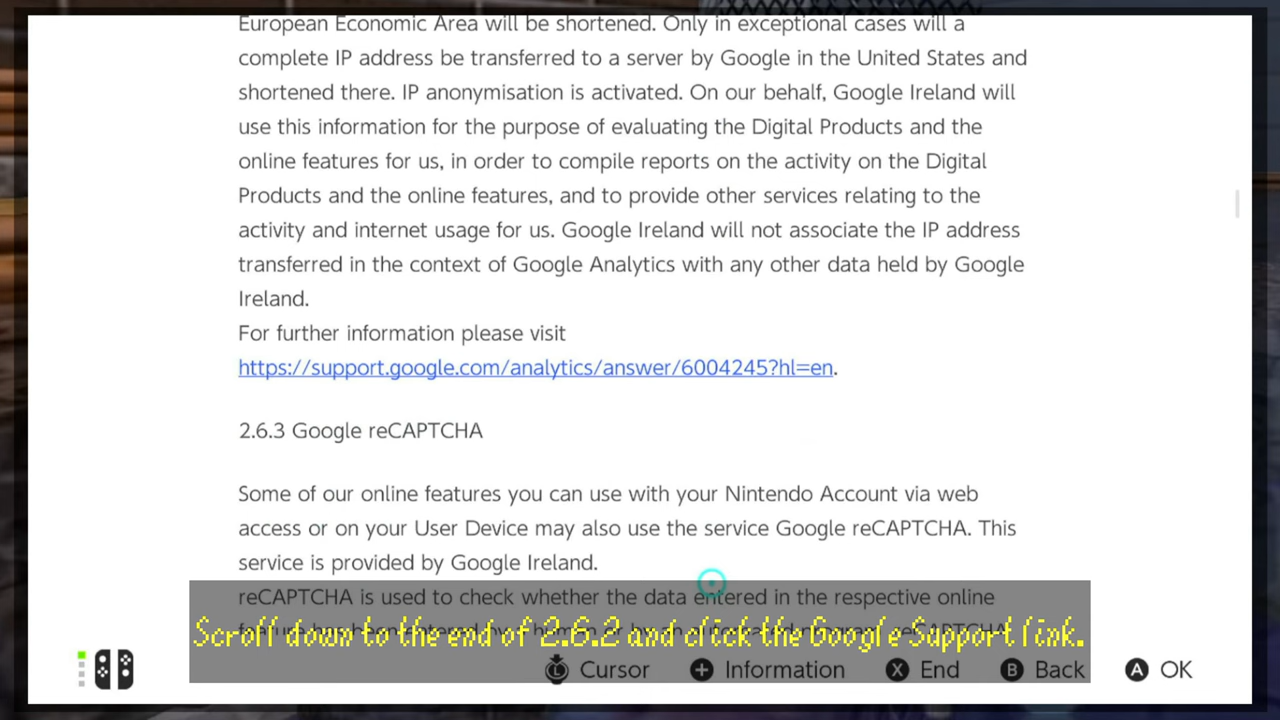 European Economic Area will be shortened. Only in exceptional cases will a
complete IP address be transferred to a server by Google in the United States and
shortened there. IP anonymisation is activated. On our behalf, Google Ireland will
use this information for the purpose of evaluating the Digital Products and the
online features for us, in order to compile reports on the activity on the Digital
Products and the online features, and to provide other services relating to the
activity and internet usage for us. Google Ireland will not associate the IP address
transferred in the context of Google Analytics with any other data held by Google
Ireland.
For further information please visit
https://support.google.com/analytics/answer/6004245?hl=en.
2.6.3 Google reCAPTCHA
Some of our online features you can use with your Nintendo Account via web
access or on your User Device may also use the service Google reCAPTCHA. This
service is provided by Google Ireland.
reCAPTCHA is used to check whether the data entered in the respective online
Scroll down to the end of 2.6.2 and click the Google Support link.
L Cursor + Information X End B Back A OK